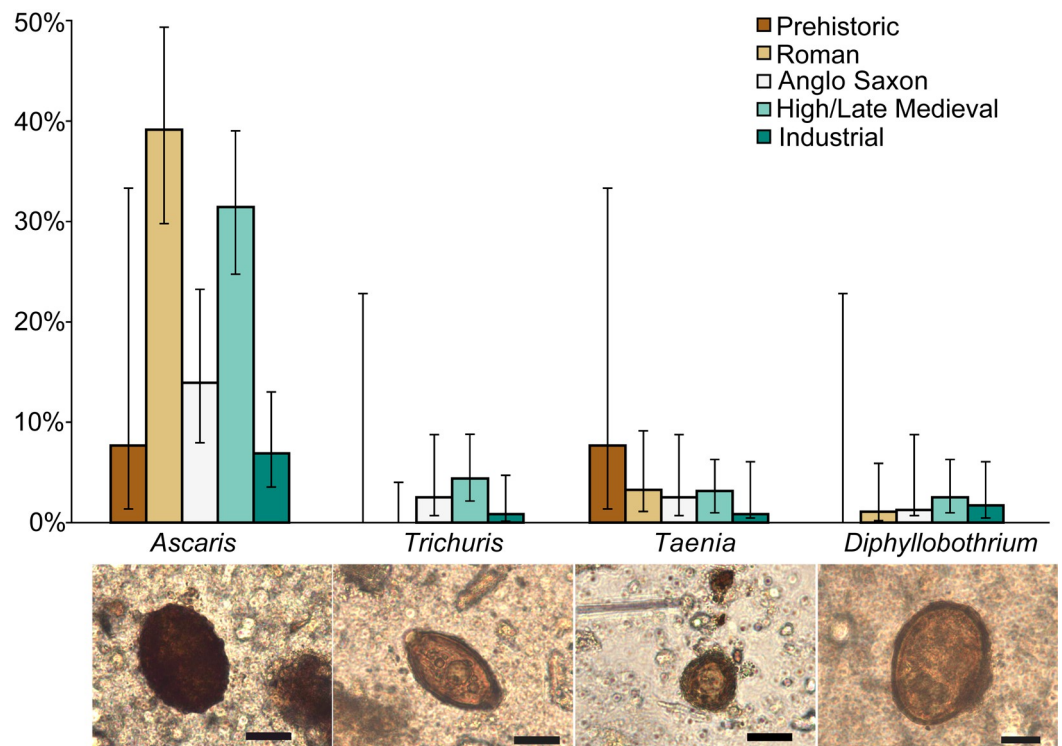 50%
40%
30%
20%
10%
0%
Prehistoric
Roman
Anglo Saxon
High/Late Medieval
Industrial
Ascaris Trichuris Taenia Diphyllobothrium